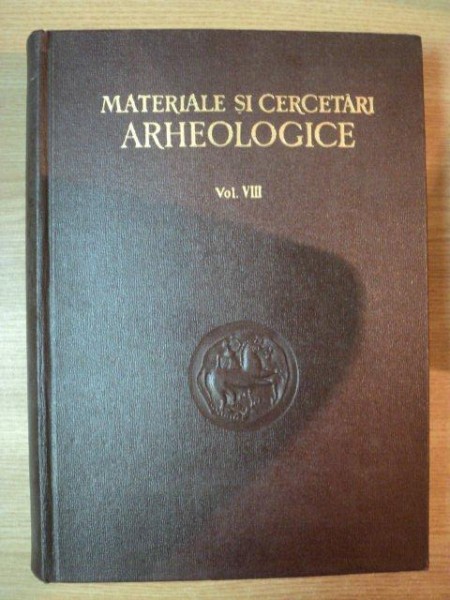 MATERIALE ȘI CERCETĂRI
ARHEOLOGICE
Vol. VIII